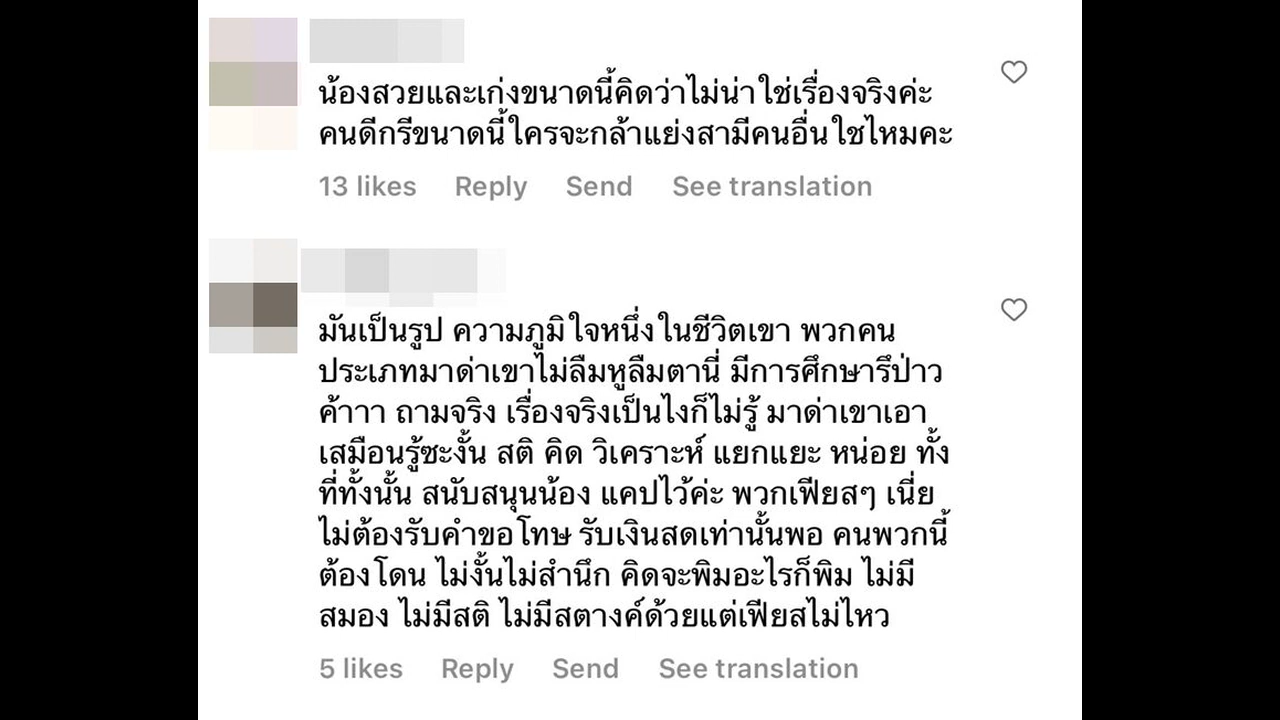 น้องสวยและเก่งขนาดนี้คิดว่าไม่น่าใช่เรื่องจริงค่ะ
คนดีกรีขนาดนี้ใครจะกล้าแย่งสามีคนอื่นใชไหมคะ
13 likes Reply Send See translation
มันเป็นรูป ความภูมิใจหนึ่งในชีวิตเขา พวกคน
ประเภทมาด่าเขาไม่ลืมหูลืมตานี่ มีการศึกษารึป่าว
ค้าาา ถามจริง เรื่องจริงเป็นไงก็ไม่รู้ มาด่าเขาเอา
เสมือนรู้ซะงั้น สติ คิด วิเคราะห์ แยกแยะ หน่อย ทั้ง
ที่ทั้งนั้น สนับสนุนน้อง แคปไว้ค่ะ พวกเฟียสๆ เนี่ย
ไม่ต้องรับคำขอโทษ รับเงินสดเท่านั้นพอ คนพวกนี้
ต้องโดน ไม่งั้นไม่สำนึก คิดจะพิมอะไรก็พิม ไม่มี
สมอง ไม่มีสติ ไม่มีสตางค์ด้วยแต่เฟียสไม่ไหว
5 likes Reply Send See translation